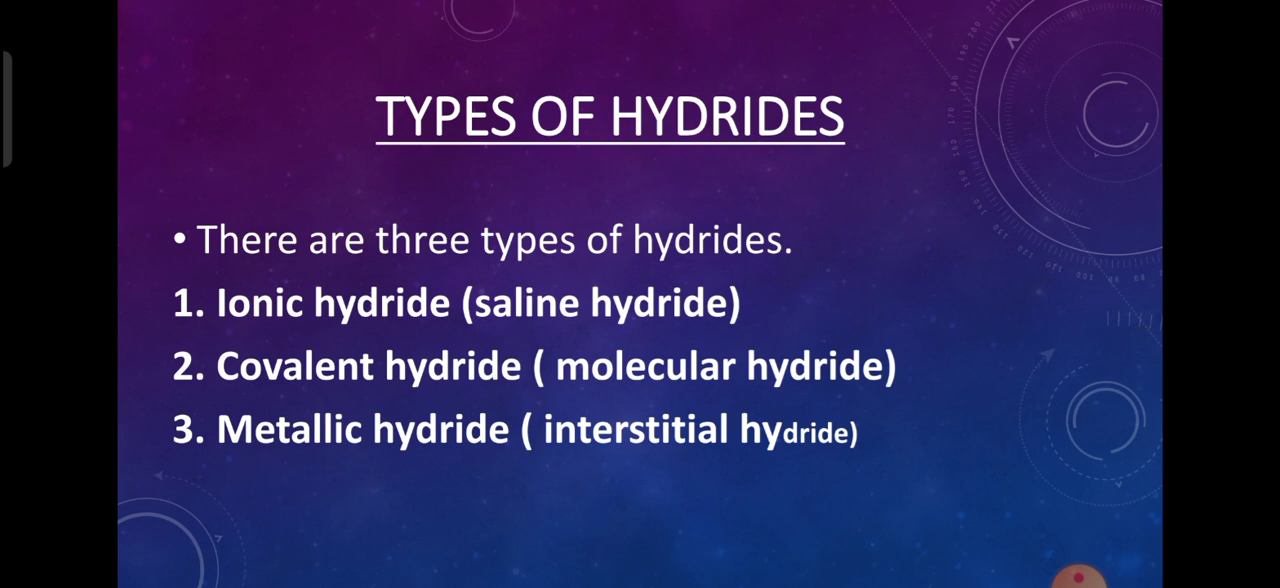 TYPES OF HYDRIDES
• There are three types of hydrides.
1. Ionic hydride (saline hydride)
2. Covalent hydride ( molecular hydride)
3. Metallic hydride ( interstitial hydride)